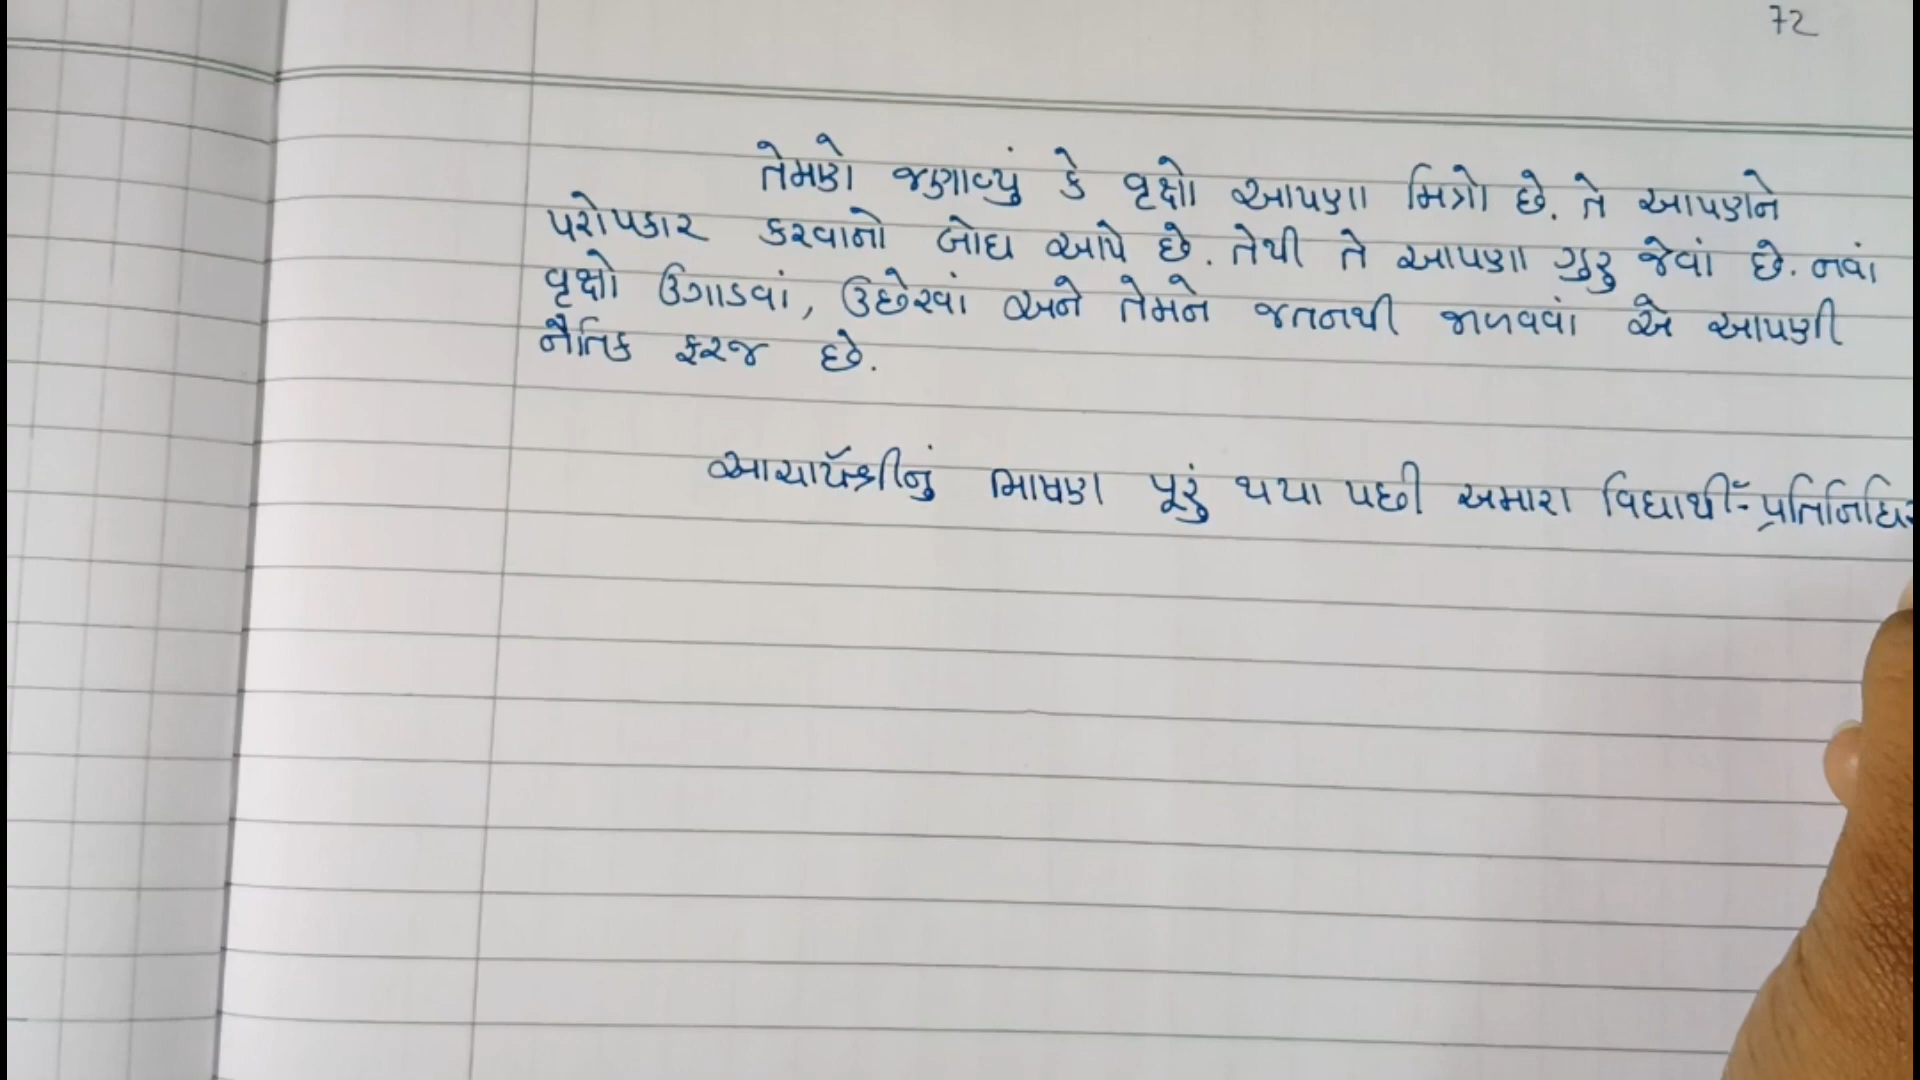 72
તેમણે જણાવ્યું કે વૃક્ષો આપણા મિત્રો છે. તે આપણને
પરોપકાર કરવાનો બોધ આપે છે. તેથી તે આપણા ગુરુ જેવાં છે. નવાં
વૃક્ષો ઉગાડવાં, ઉછેરવાં અને તેમને જતનથી જાળવવાં એ આપણી
નૈતિક ફરજ છે.
આચાર્યશ્રીનું ભાષણ પૂરું થયા પછી અમારા વિદ્યાર્થી-પ્રતિનિધિએ